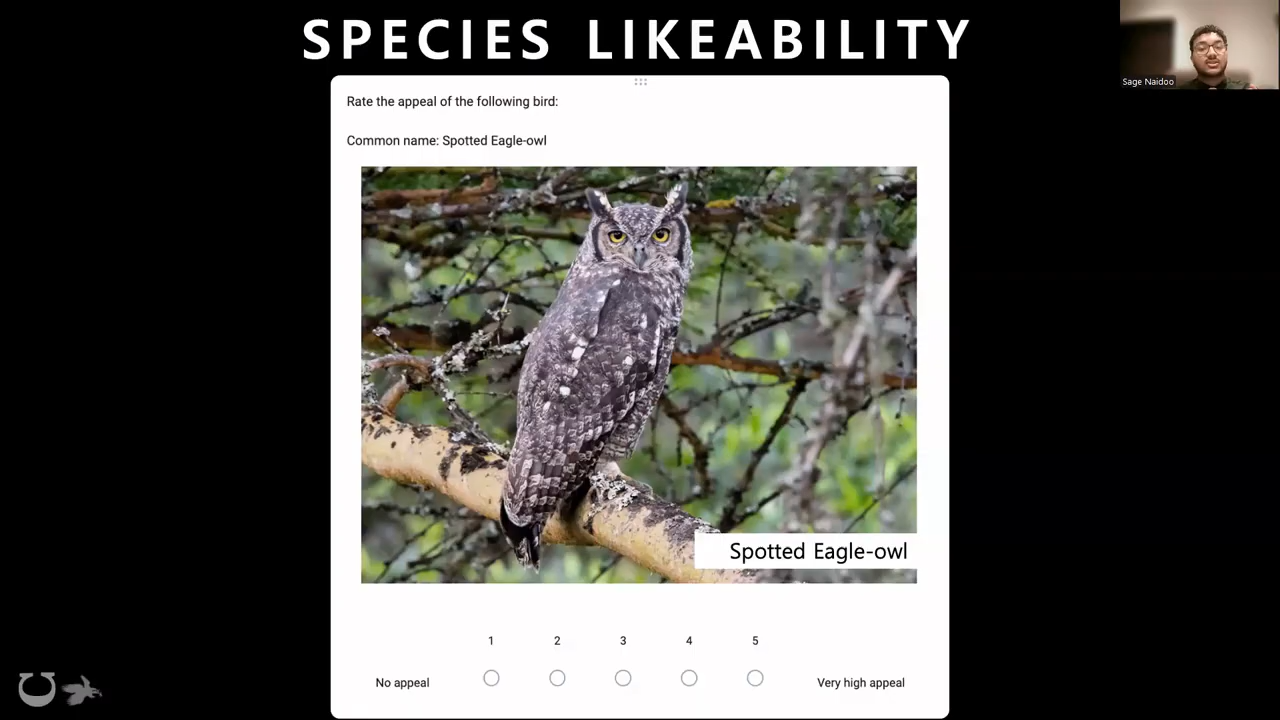 SPECIES LIKEABILITY
Sage Naidoo
Rate the appeal of the following bird:
Common name: Spotted Eagle-owl
Spotted Eagle-owl
1 2 3 4 5
No appeal Very high appeal